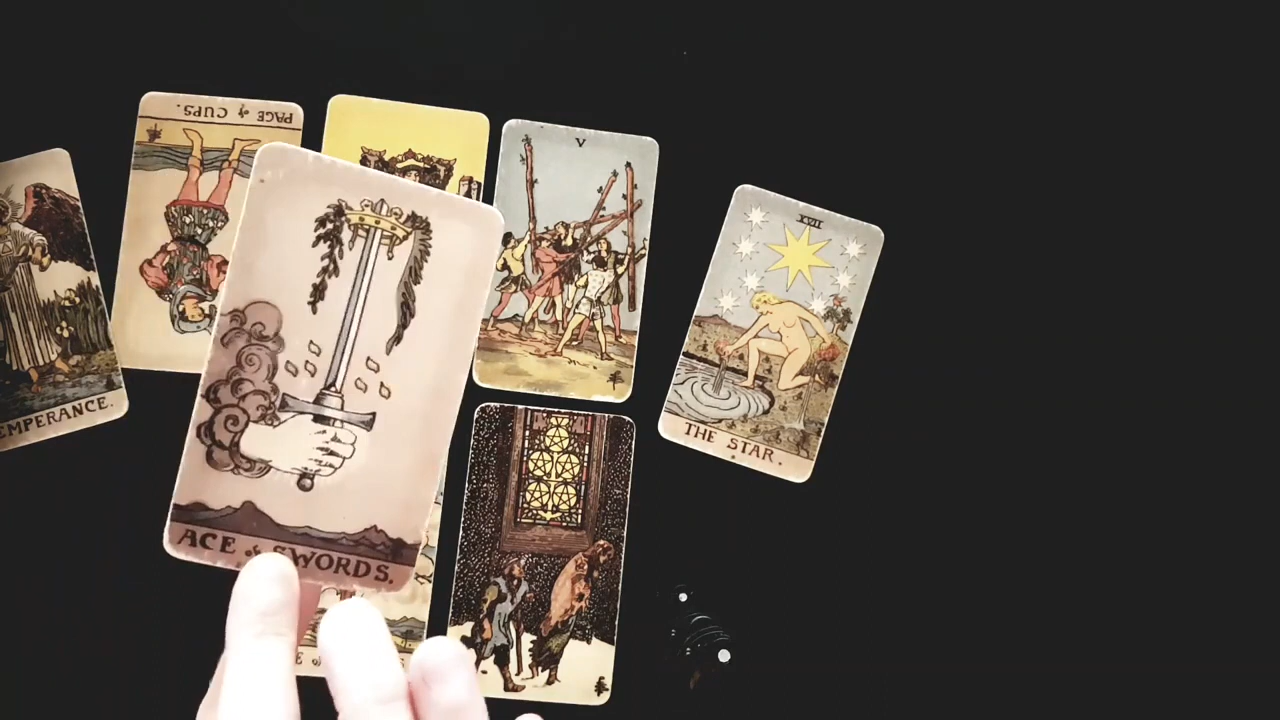 PAGE of CUPS.
V
XVII
EMPERANCE.
THE STAR.
ACE of SWORDS.